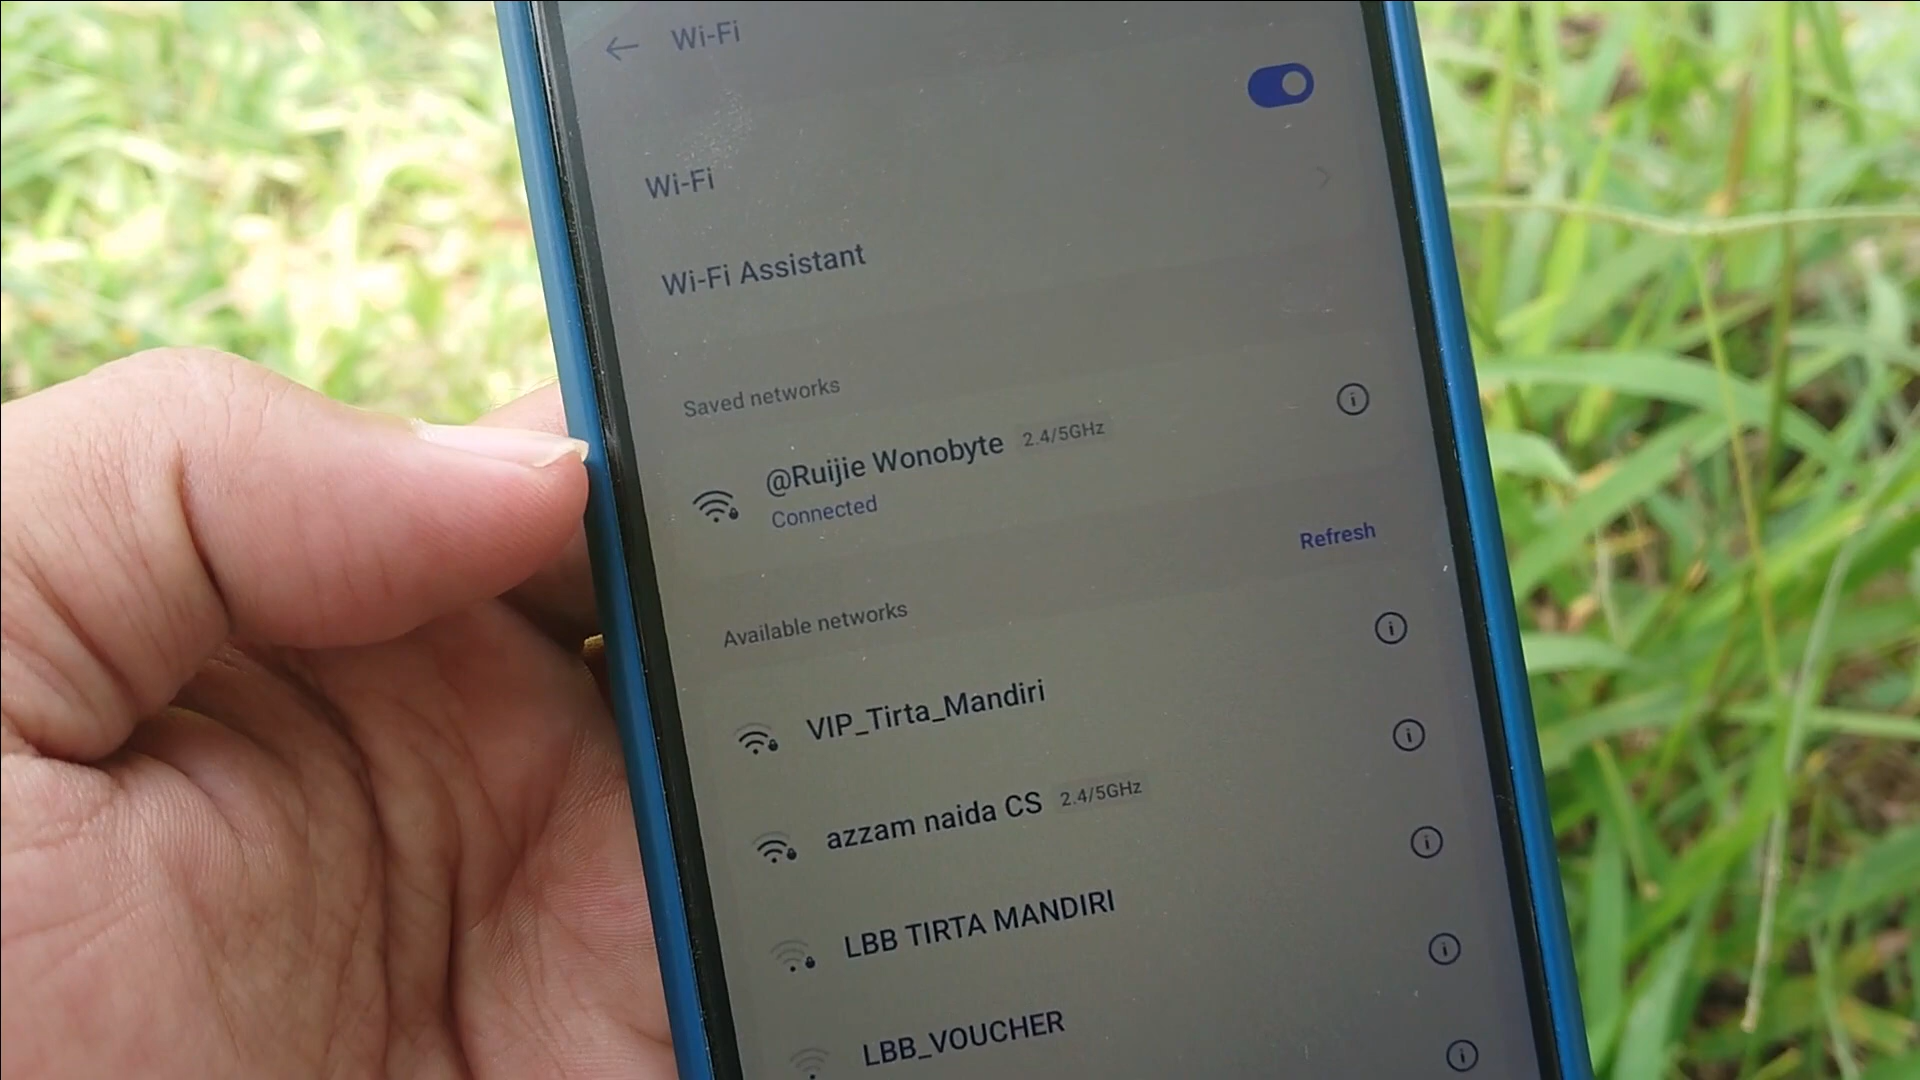 Wi-Fi
Wi-Fi
Wi-Fi Assistant
Saved networks
@Ruijie Wonobyte 2.4/5GHz
Connected
Available networks Refresh
VIP_Tirta_Mandiri
azzam naida CS 2.4/5GHz
LBB TIRTA MANDIRI
LBB_VOUCHER